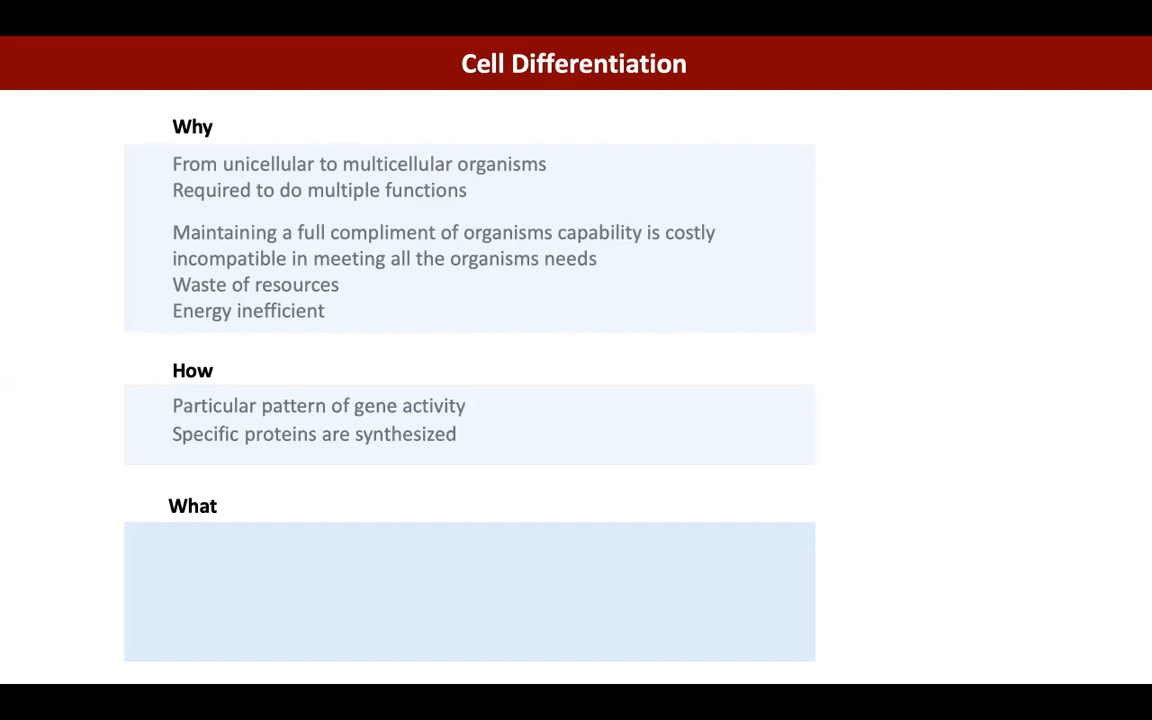 Cell Differentiation
Why
From unicellular to multicellular organisms
Required to do multiple functions
Maintaining a full compliment of organisms capability is costly
incompatible in meeting all the organisms needs
Waste of resources
Energy inefficient
How
Particular pattern of gene activity
Specific proteins are synthesized
What